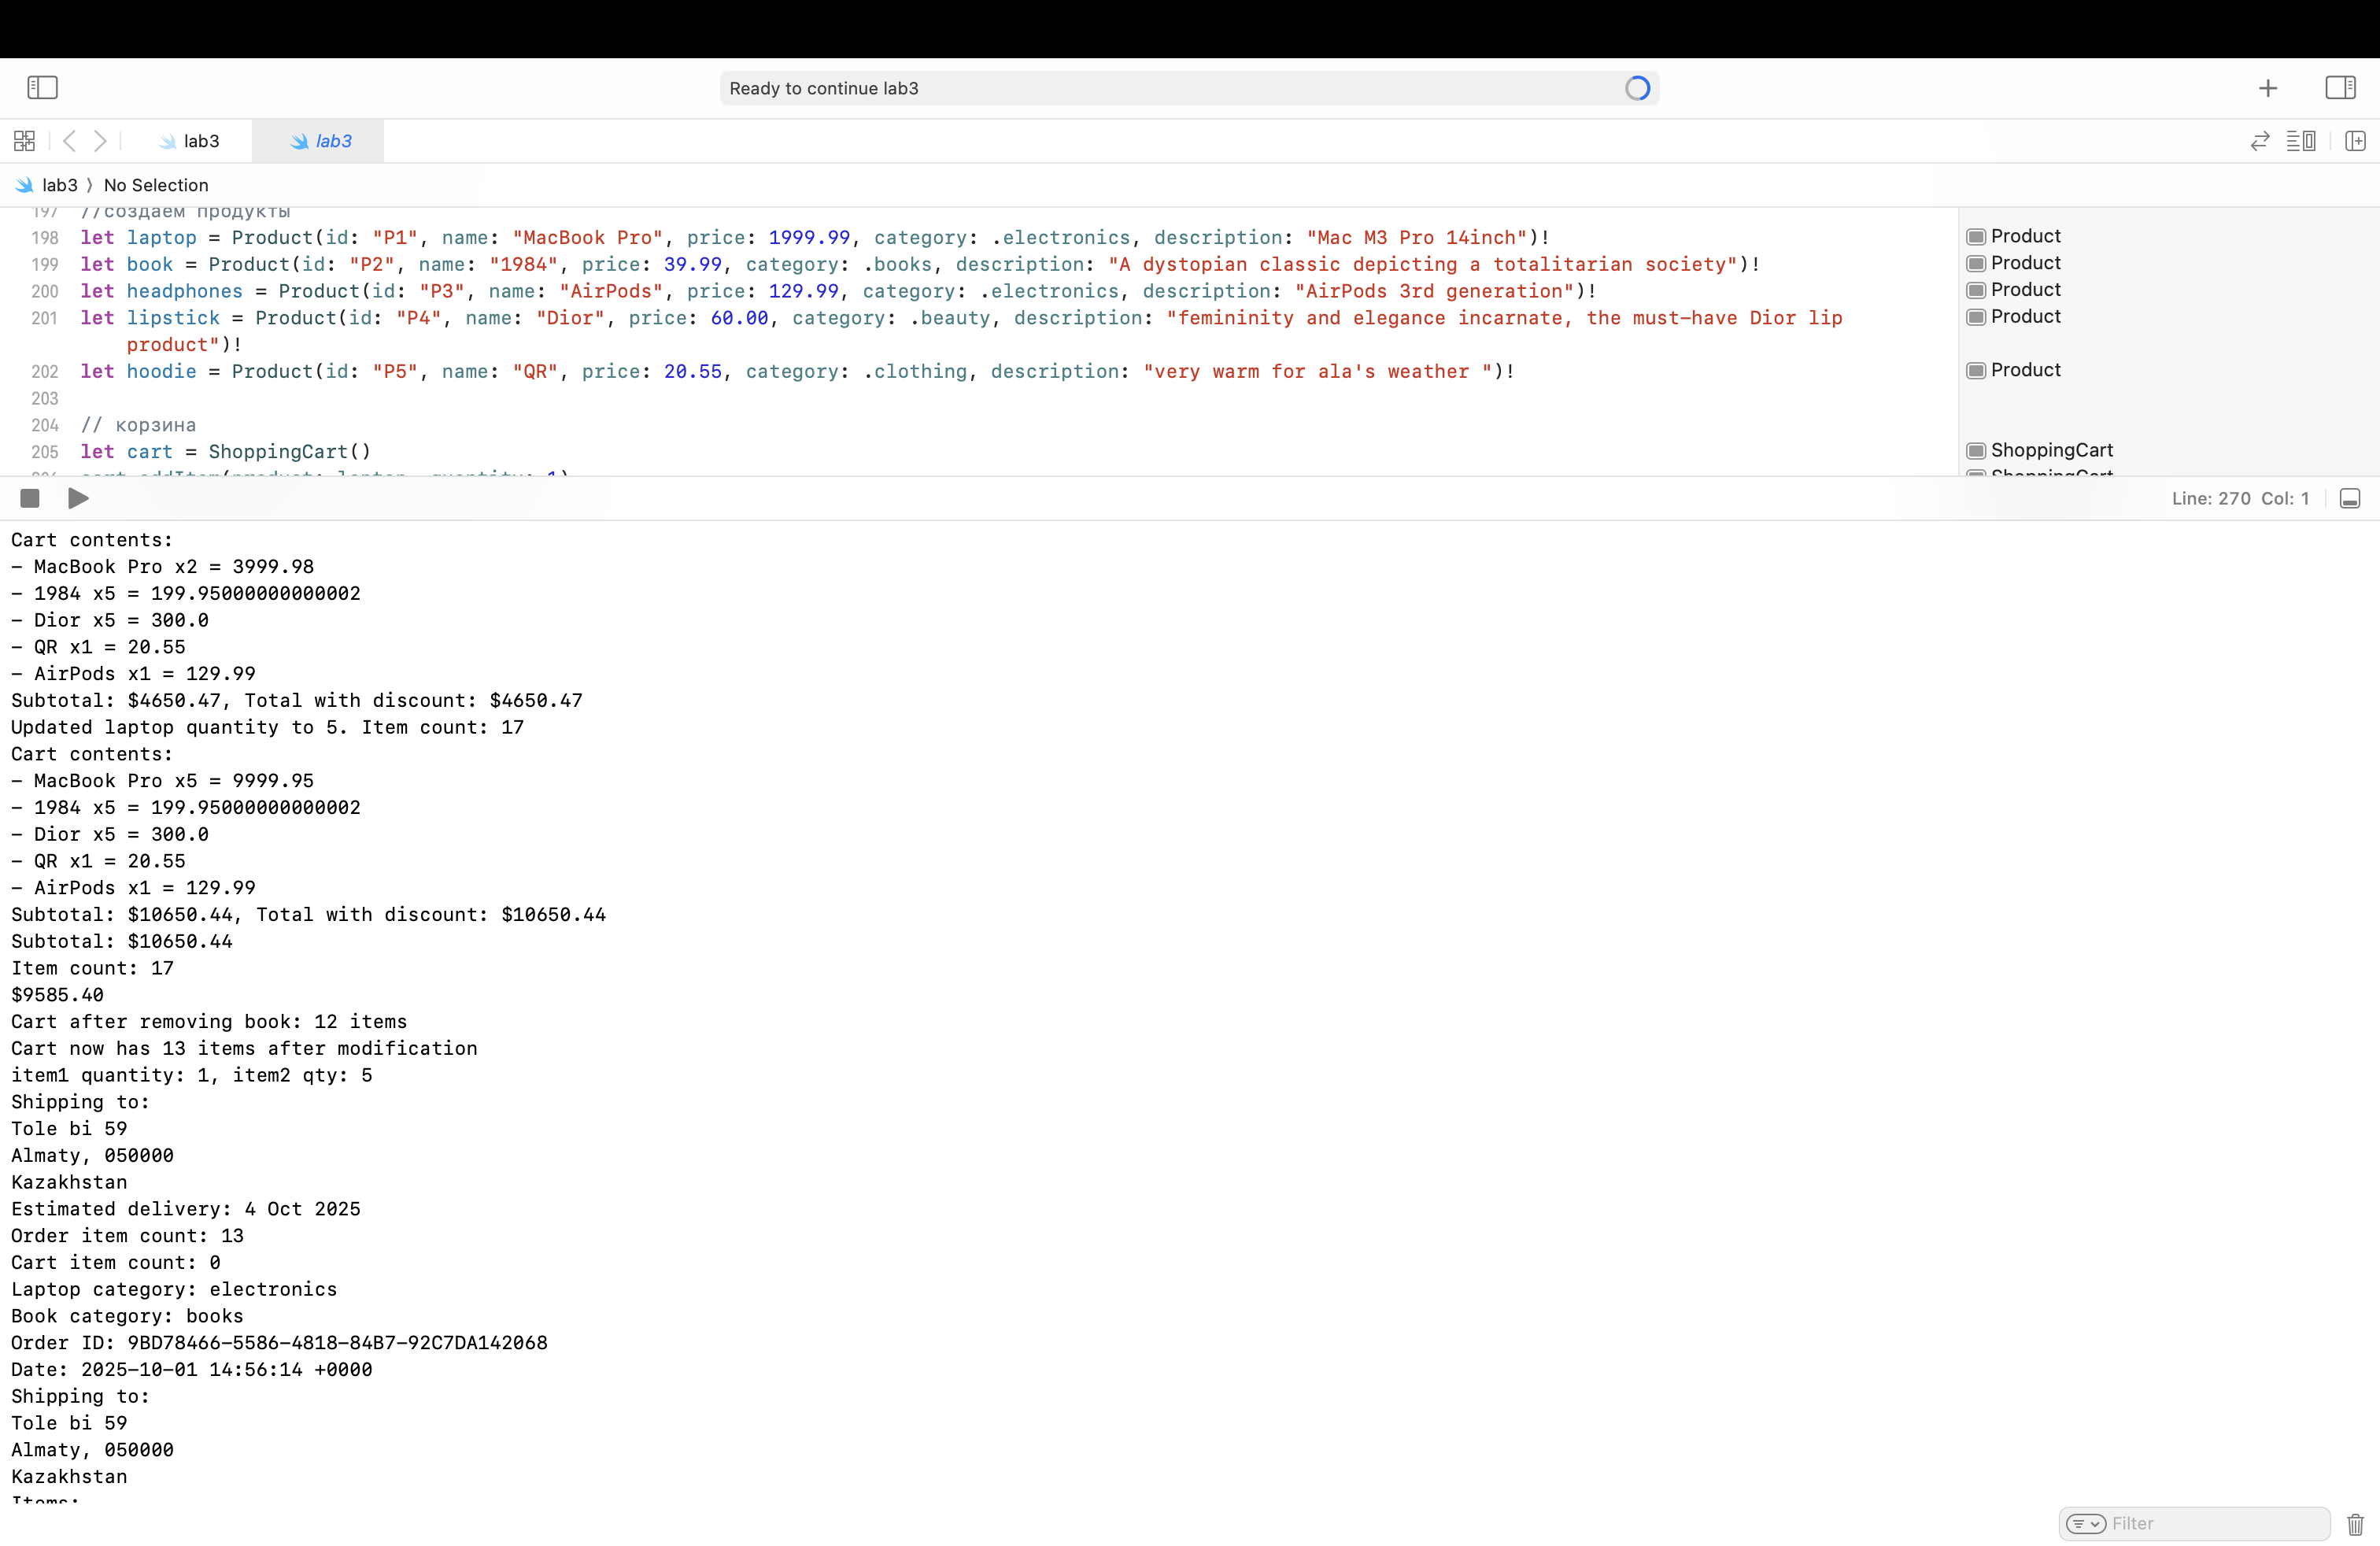 Ready to continue lab3
lab3
lab3
lab3 ⟩ No Selection
197 //создаем продукты
198 let laptop = Product(id: "P1", name: "MacBook Pro", price: 1999.99, category: .electronics, description: "Mac M3 Pro 14inch")!
Product
199 let book = Product(id: "P2", name: "1984", price: 39.99, category: .books, description: "A dystopian classic depicting a totalitarian society")!
Product
200 let headphones = Product(id: "P3", name: "AirPods", price: 129.99, category: .electronics, description: "AirPods 3rd generation")!
Product
201 let lipstick = Product(id: "P4", name: "Dior", price: 60.00, category: .beauty, description: "femininity and elegance incarnate, the must-have Dior lip
Product
product")!
202 let hoodie = Product(id: "P5", name: "QR", price: 20.55, category: .clothing, description: "very warm for ala's weather ")!
Product
203
204 // корзина
205 let cart = ShoppingCart()
ShoppingCart
206 cart.addItem(product: laptop, quantity: 1)
ShoppingCart
Line: 270 Col: 1
Cart contents:
- MacBook Pro x2 = 3999.98
- 1984 x5 = 199.95000000000002
- Dior x5 = 300.0
- QR x1 = 20.55
- AirPods x1 = 129.99
Subtotal: $4650.47, Total with discount: $4650.47
Updated laptop quantity to 5. Item count: 17
Cart contents:
- MacBook Pro x5 = 9999.95
- 1984 x5 = 199.95000000000002
- Dior x5 = 300.0
- QR x1 = 20.55
- AirPods x1 = 129.99
Subtotal: $10650.44, Total with discount: $10650.44
Subtotal: $10650.44
Item count: 17
$9585.40
Cart after removing book: 12 items
Cart now has 13 items after modification
item1 quantity: 1, item2 qty: 5
Shipping to:
Tole bi 59
Almaty, 050000
Kazakhstan
Estimated delivery: 4 Oct 2025
Order item count: 13
Cart item count: 0
Laptop category: electronics
Book category: books
Order ID: 9BD78466-5586-4818-84B7-92C7DA142068
Date: 2025-10-01 14:56:14 +0000
Shipping to:
Tole bi 59
Almaty, 050000
Kazakhstan
Items:
Filter